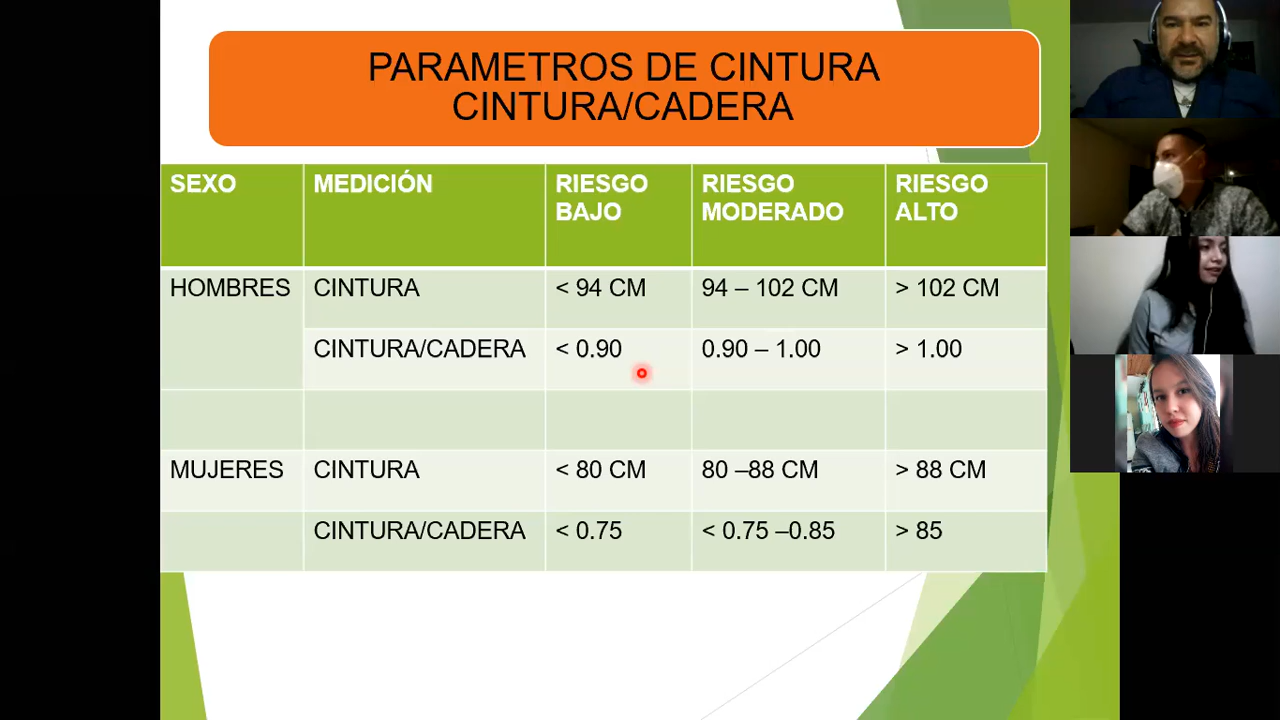 PARAMETROS DE CINTURA
CINTURA/CADERA
SEXO MEDICIÓN RIESGO BAJO RIESGO MODERADO RIESGO ALTO
HOMBRES CINTURA < 94 CM 94 – 102 CM > 102 CM
CINTURA/CADERA < 0.90 0.90 – 1.00 > 1.00
MUJERES CINTURA < 80 CM 80 –88 CM > 88 CM
CINTURA/CADERA < 0.75 < 0.75 –0.85 > 85